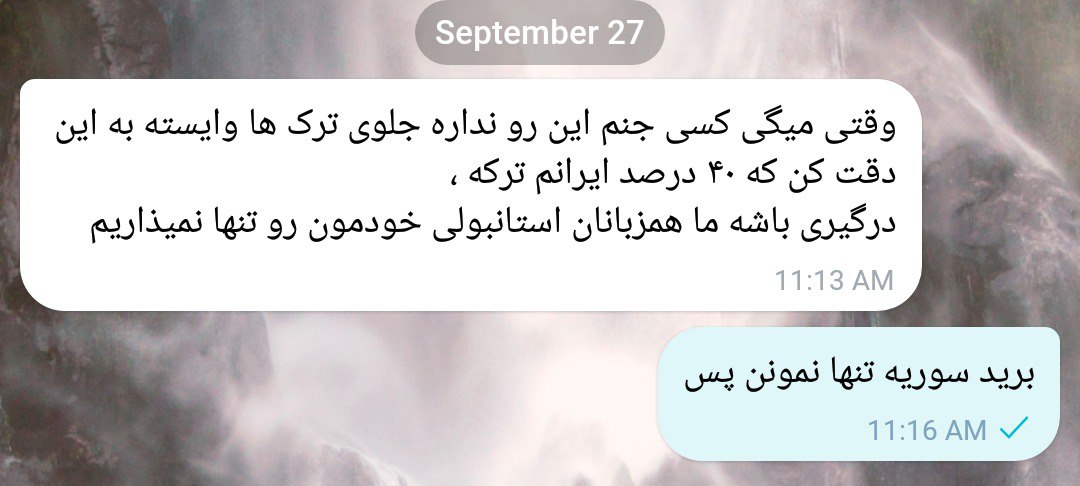 September 27
وقتی میگی کسی جنم این رو نداره جلوی ترک ها وایسته به این
دقت کن که ۴۰ درصد ایرانم ترکه ،
درگیری باشه ما همزبانان استانبولی خودمون رو تنها نمیذاریم
11:13 AM
برید سوریه تنها نمونن پس
11:16 AM